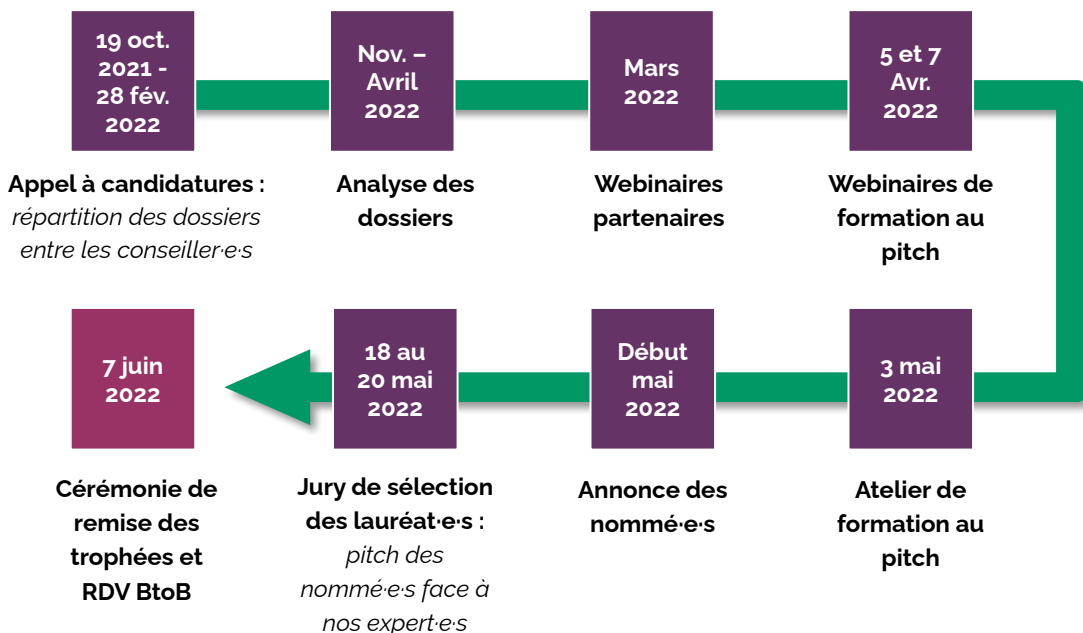 19 oct.
2021 -
28 fév.
2022
Appel à candidatures :
répartition des dossiers
entre les conseiller·e·s
Nov. –
Avril
2022
Analyse des
dossiers
Mars
2022
Webinaires
partenaires
5 et 7
Avr.
2022
Webinaires de
formation au
pitch
3 mai
2022
Atelier de
formation au
pitch
Début
mai
2022
Annonce des
nommé·e·s
18 au
20 mai
2022
Jury de sélection
des lauréat·e·s :
pitch des
nommé·e·s face à
nos expert·e·s
7 juin
2022
Cérémonie de
remise des
trophées et
RDV BtoB